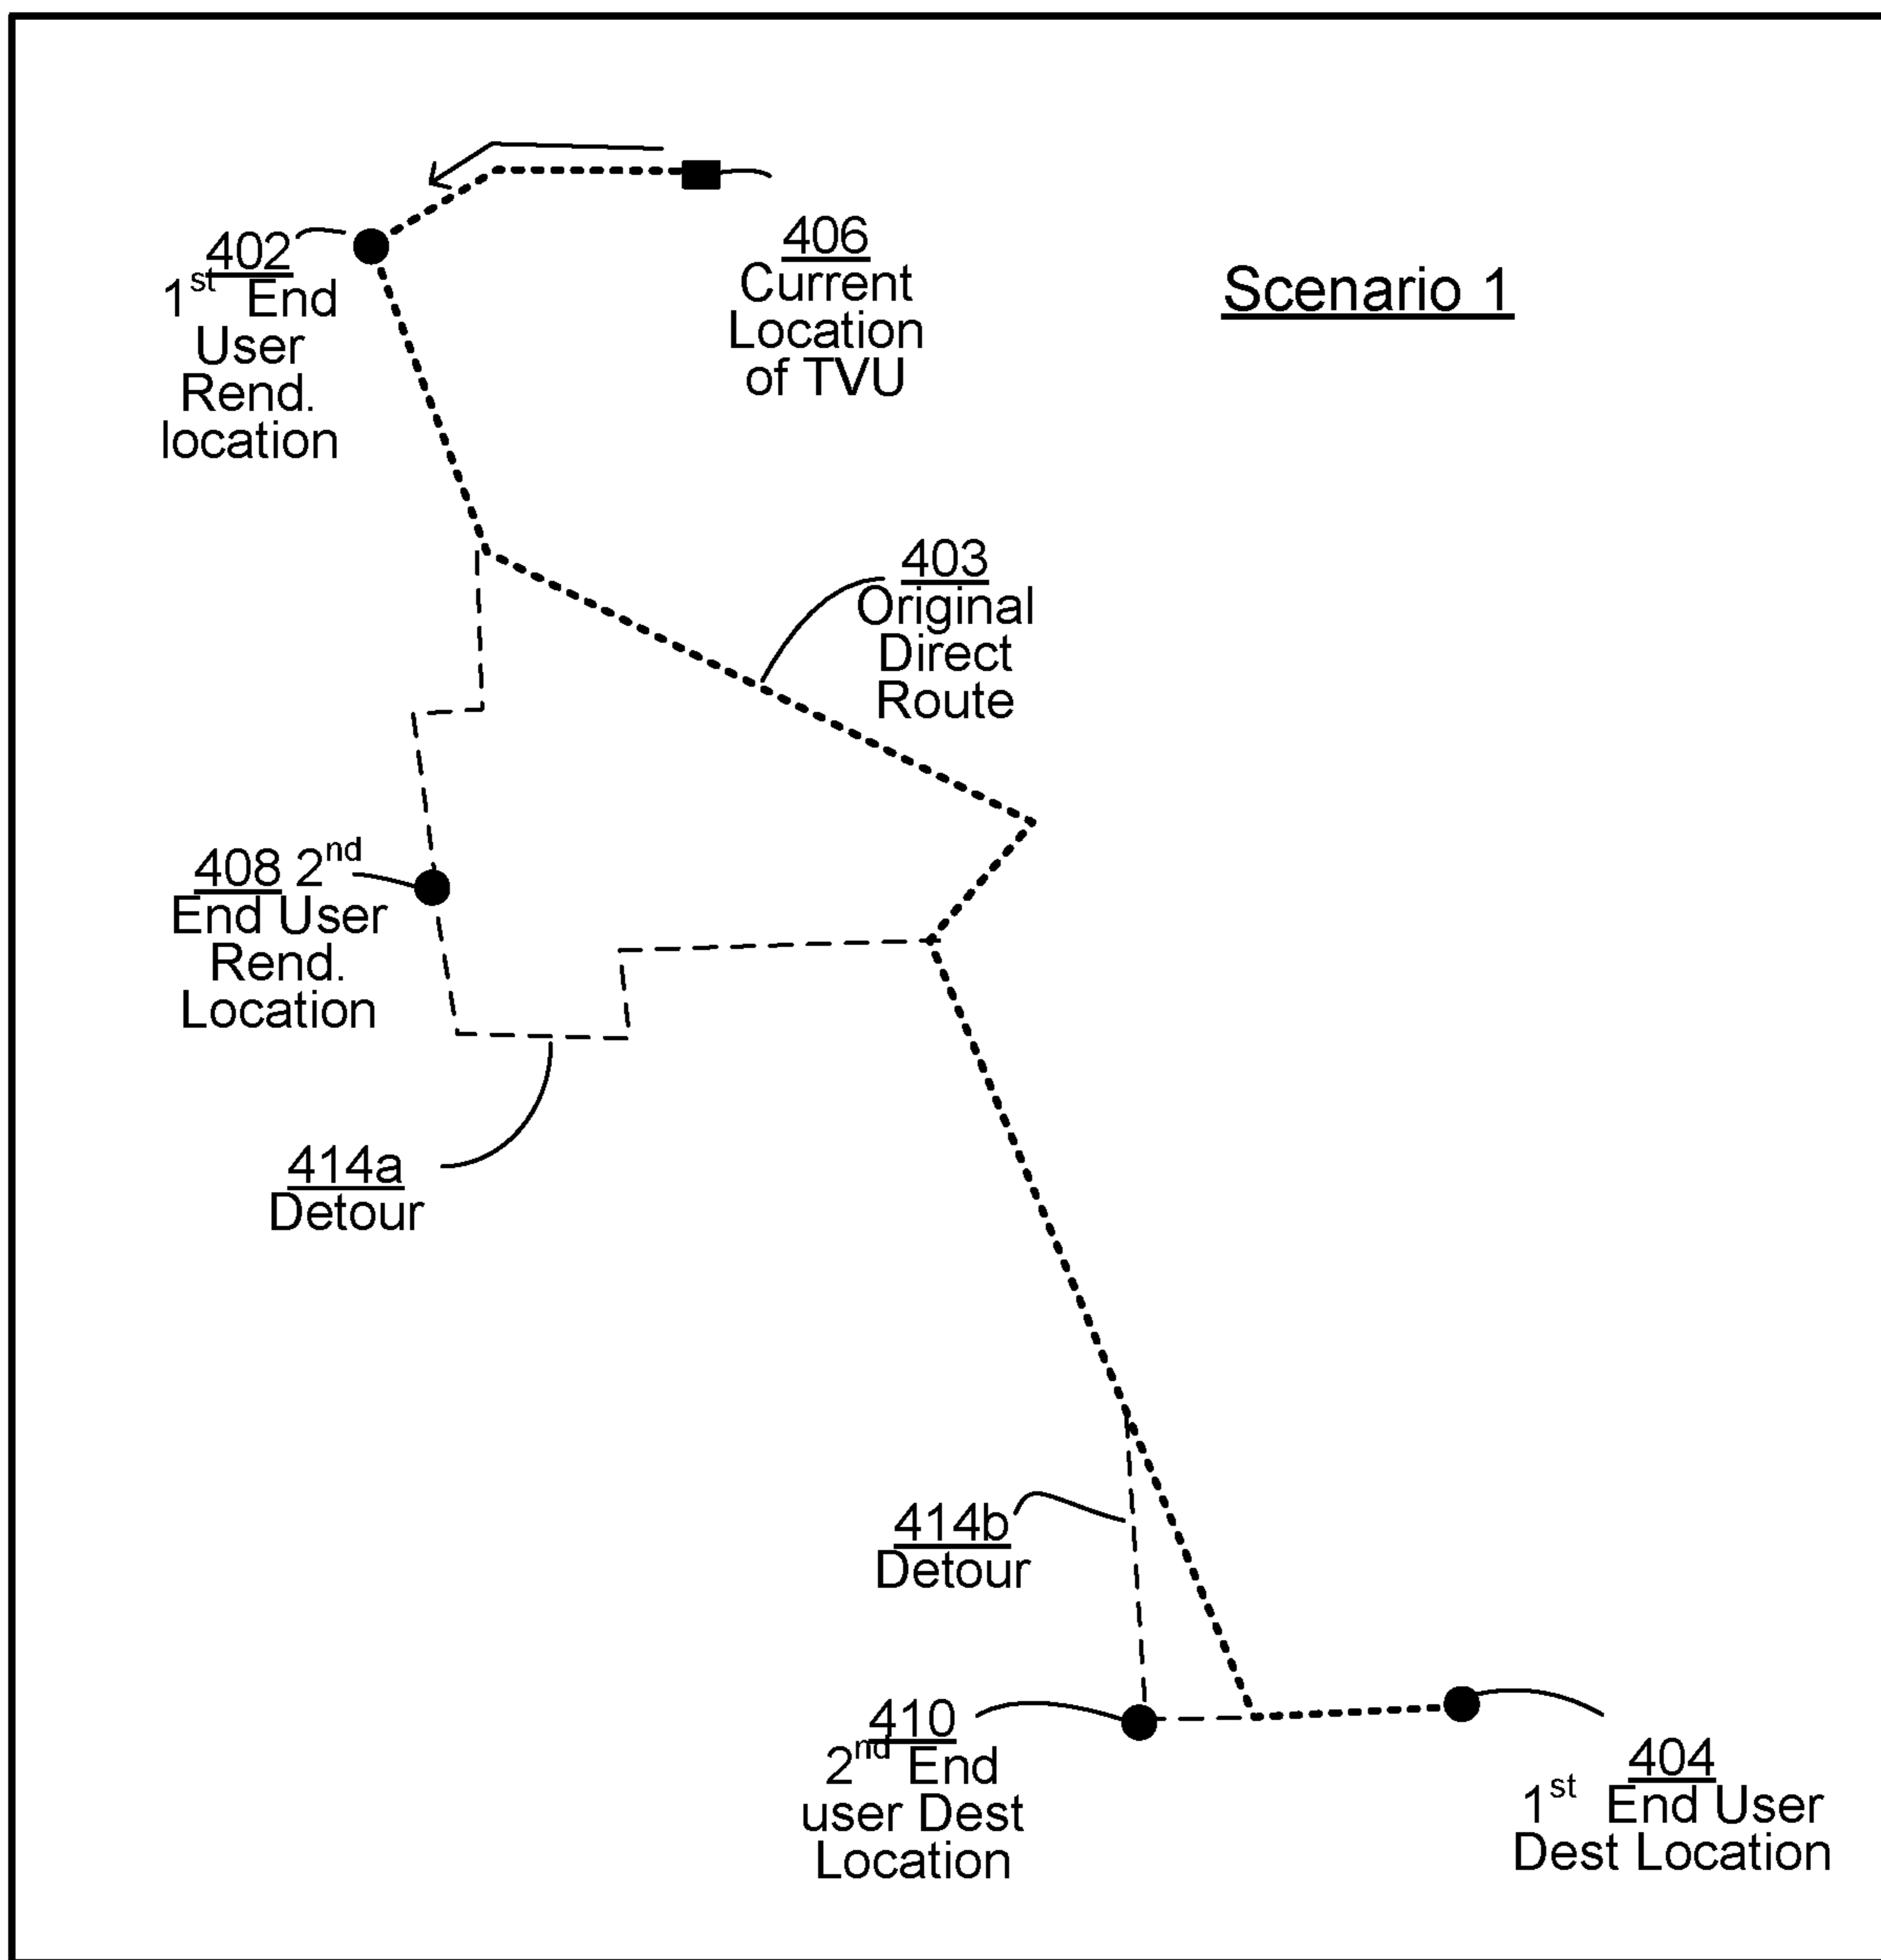 402
1st End
User
Rend.
location
406
Current
Location
of TVU
Scenario 1
403
Original
Direct
Route
408 2nd
End User
Rend.
Location
414a
Detour
414b
Detour
410
2nd End
user Dest
Location
404
1st End User
Dest Location